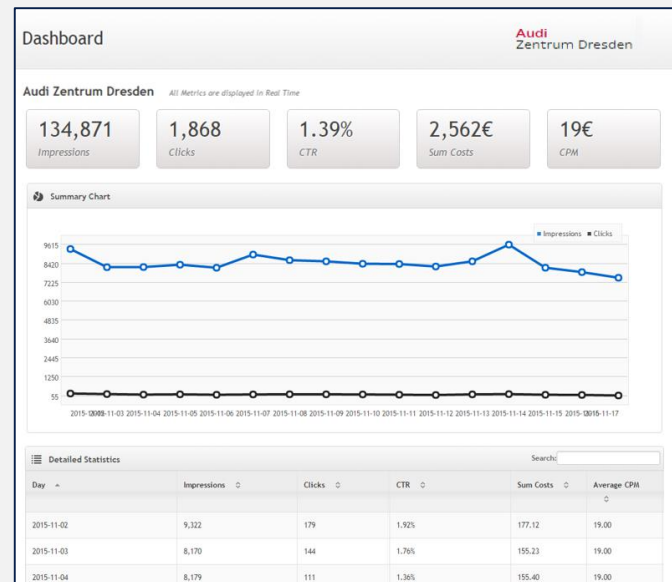 Dashboard
Audi
Zentrum Dresden
Audi Zentrum Dresden All Metrics are displayed in Real Time
134,871 1,868 1.39% 2,562€ 19€
Impressions Clicks CTR Sum Costs CPM
Summary Chart
Impressions Clicks
9615
8420
7225
6030
4835
3640
2445
1250
55
2015-11-03 2015-11-04 2015-11-05 2015-11-06 2015-11-07 2015-11-08 2015-11-09 2015-11-10 2015-11-11 2015-11-12 2015-11-13 2015-11-14 2015-11-15 2015-11-17
Detailed Statistics Search:
Day Impressions Clicks CTR Sum Costs Average CPM
2015-11-02 9,322 179 1.92% 177.12 19.00
2015-11-03 8,170 144 1.76% 155.23 19.00
2015-11-04 8,179 111 1.36% 155.40 19.00